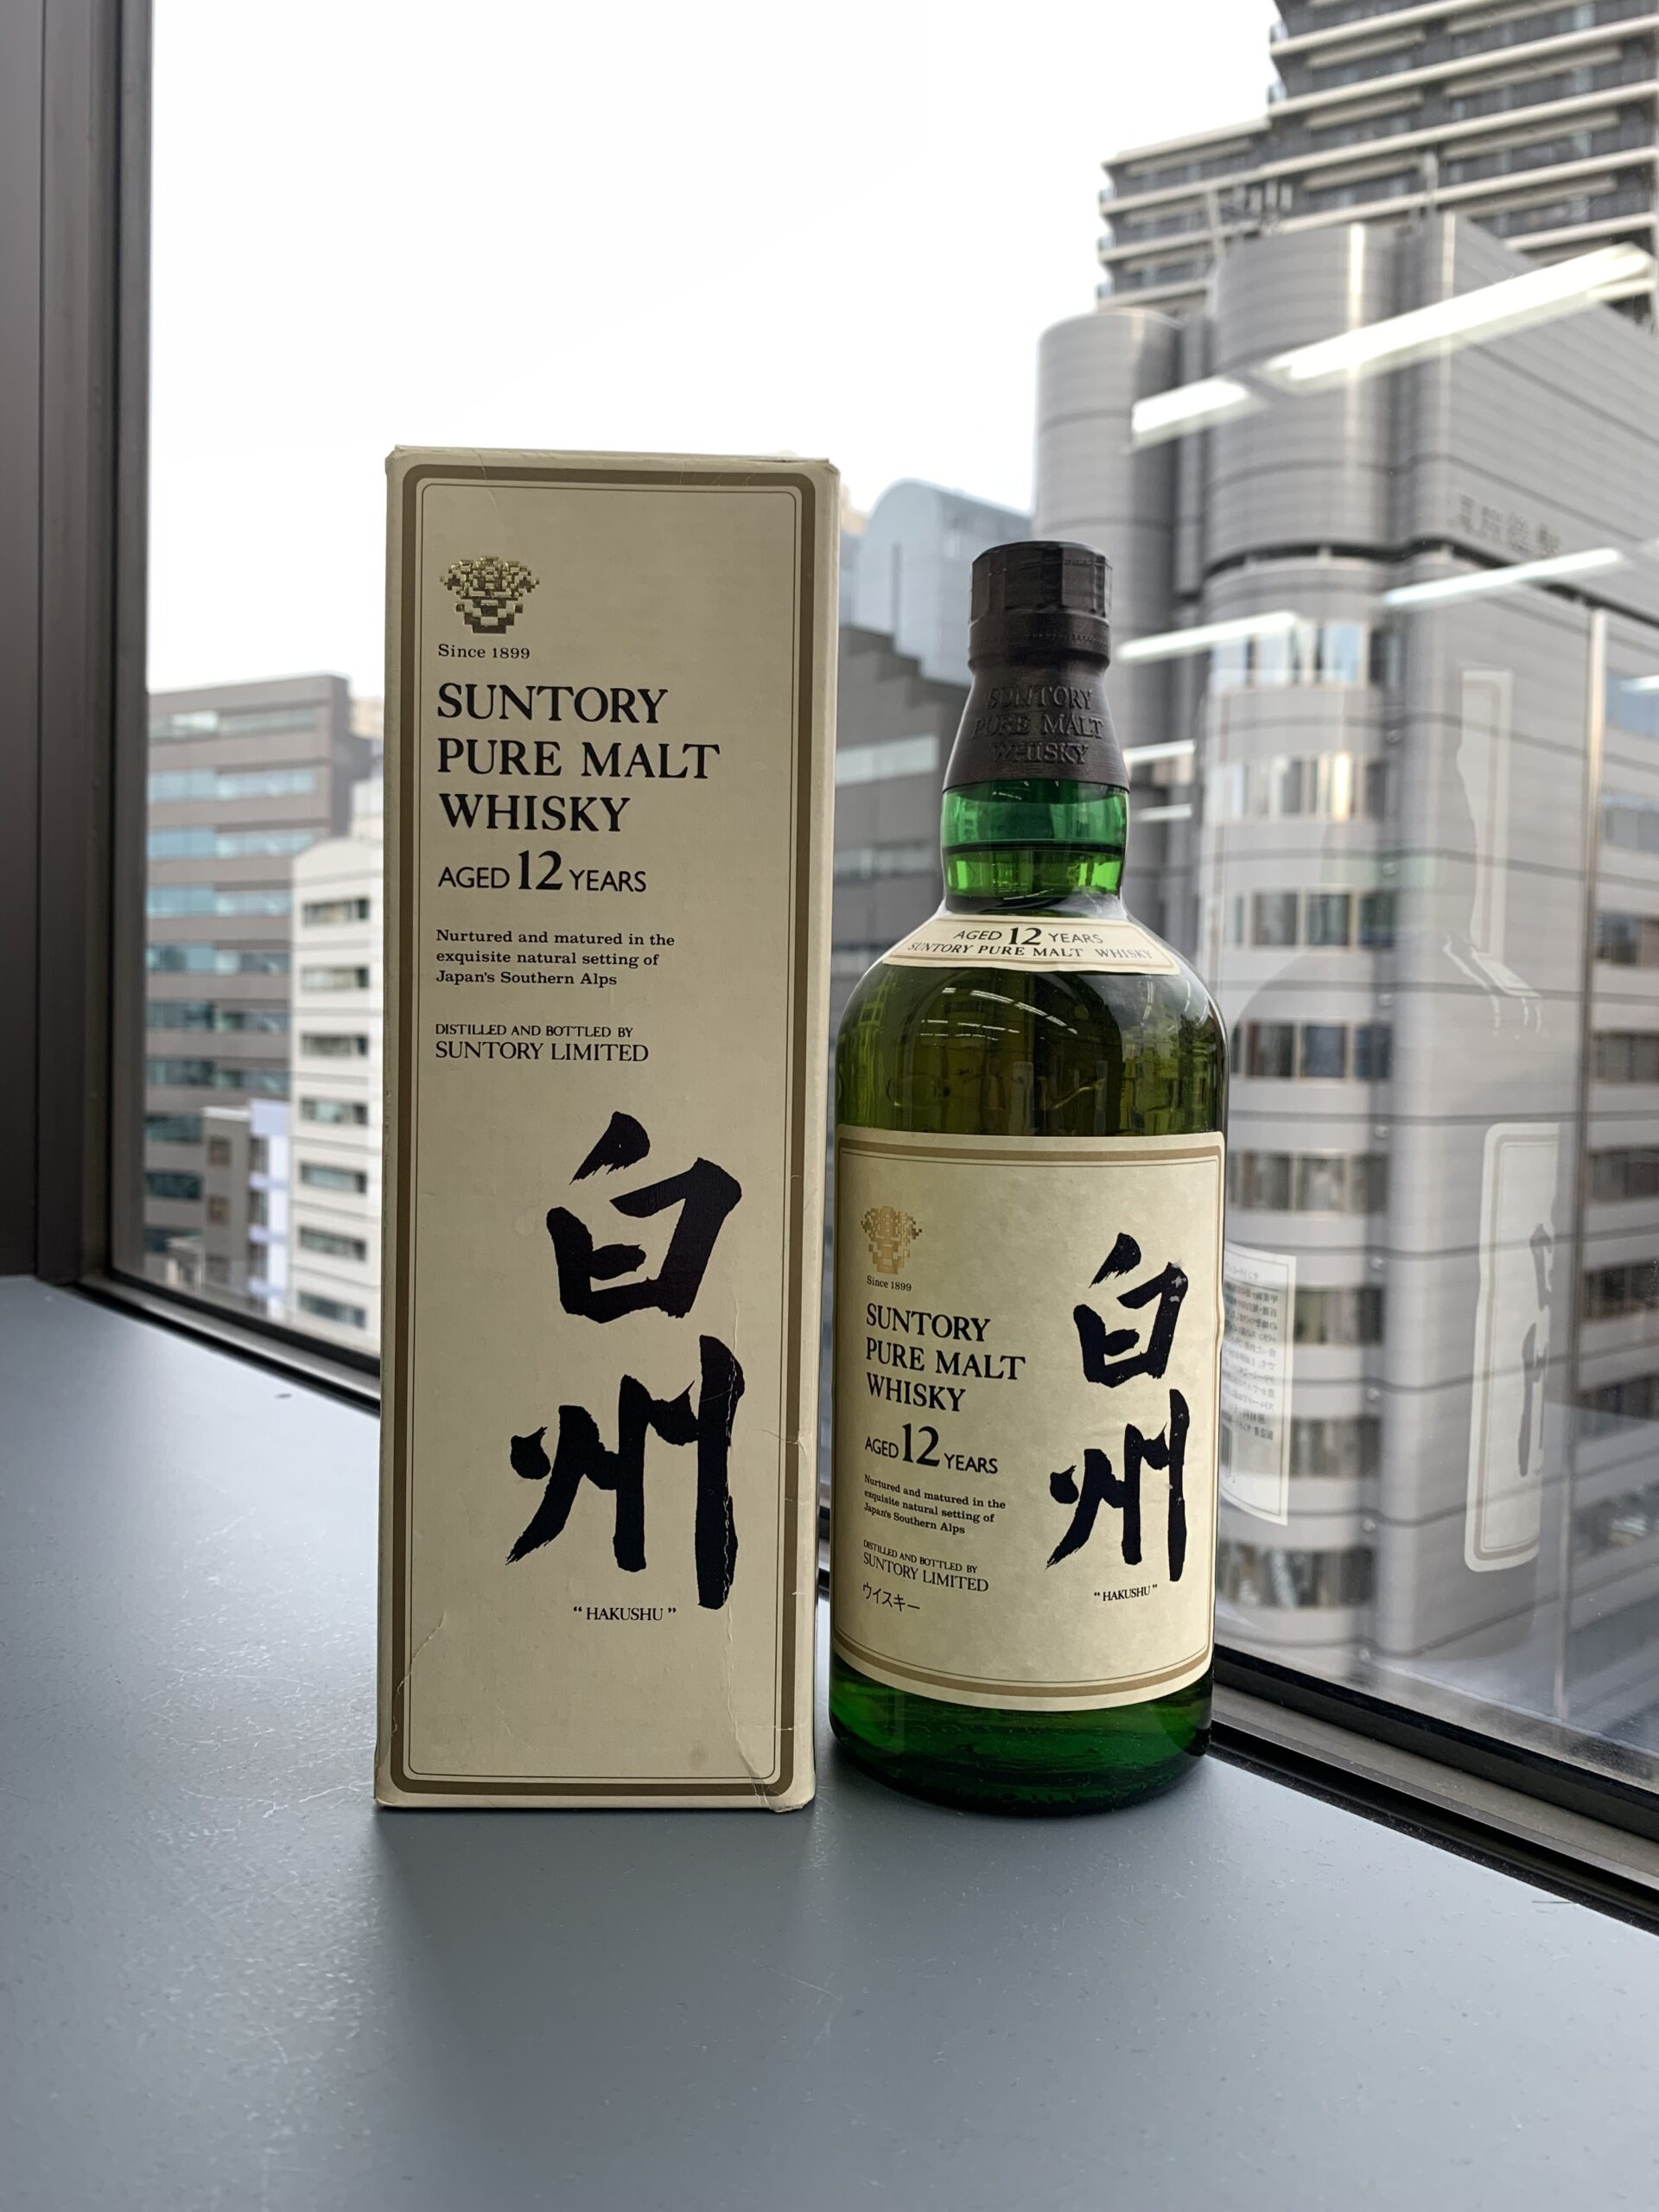 Since 1899
SUNTORY
PURE MALT
WHISKY
AGED 12 YEARS
Nurtured and matured in the
exquisite natural setting of
Japan's Southern Alps
DISTILLED AND BOTTLED BY
SUNTORY LIMITED
白州
“HAKUSHU”
SUNTORY
PURE MALT
WHISKY
AGED 12 YEARS
SUNTORY PURE MALT WHISKY
Since 1899
SUNTORY
PURE MALT
WHISKY
AGED 12 YEARS
Nurtured and matured in the
exquisite natural setting of
Japan's Southern Alps
DISTILLED AND BOTTLED BY
SUNTORY LIMITED
ウイスキー
白州
“HAKUSHU”